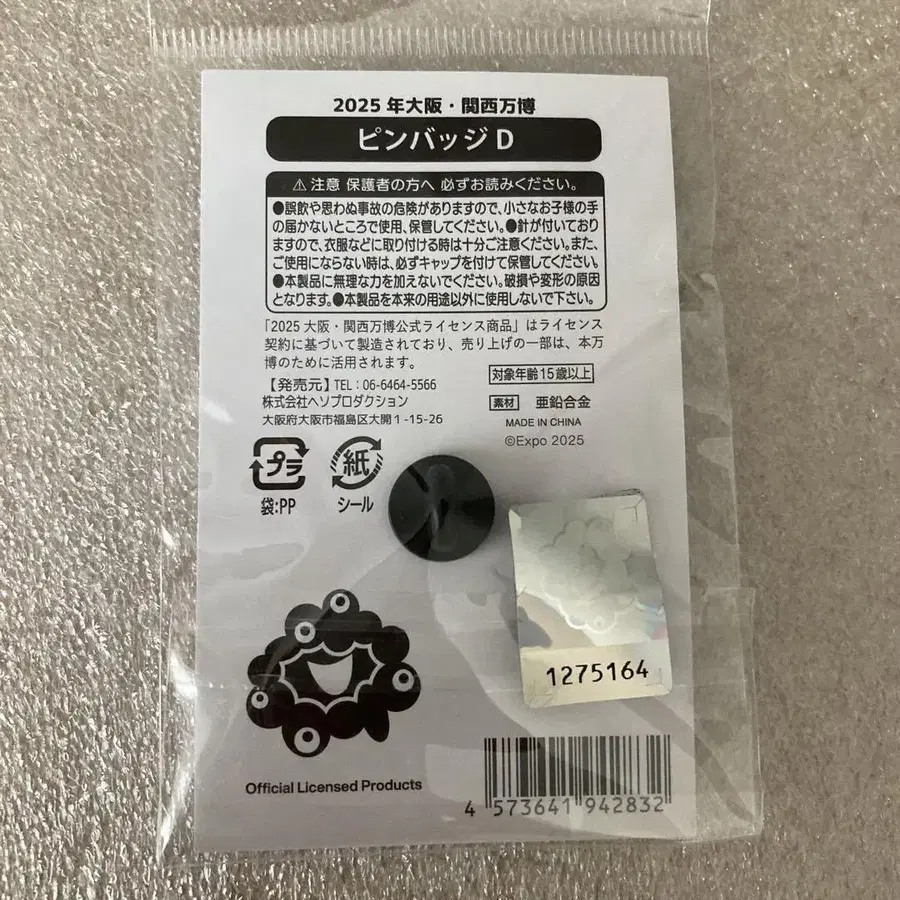 2025年大阪・関西万博
ピンバッジD
⚠注意 保護者の方へ 必ずお読みください。
●誤飲や思わぬ事故の危険がありますので、小さなお子様の手
の届かないところで使用、保管してください。●針が付いており
ますので、衣服などに取り付ける時は十分ご注意ください。また、
ご使用にならない時は、必ずキャップを付けて保管してください。
●本製品に無理な力を加えないでください。破損や変形の原因
となります。●本製品を本来の用途以外に使用しないで下さい。
「2025 大阪・関西万博公式ライセンス商品」はライセンス
契約に基づいて製造されており、売り上げの一部は、本万
博のために活用されます。
対象年齢15歳以上
【発売元】TEL：06-6464-5566
株式会社ヘソプロダクション
大阪府大阪市福島区大開1-15-26
素材 亜鉛合金
MADE IN CHINA
©Expo 2025
プラ
袋:PP
紙
シール
1275164
Official Licensed Products
4 573641 942832